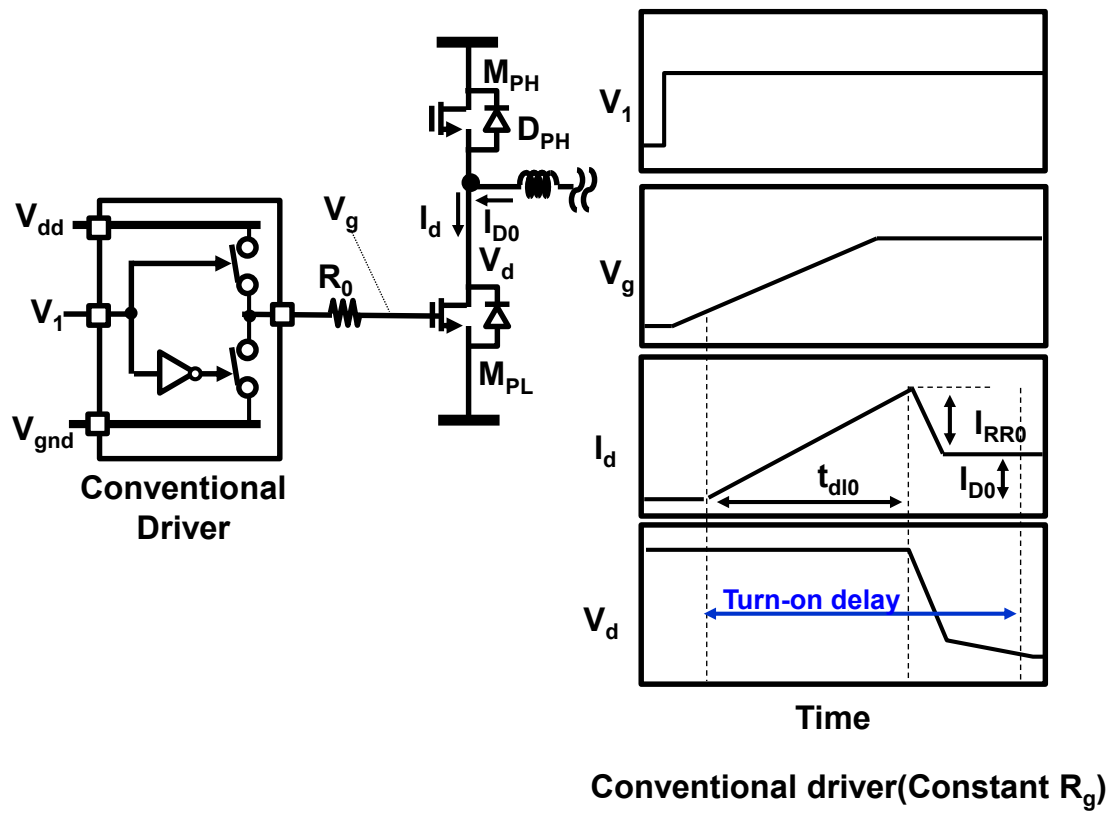 M_PH
D_PH
V_dd
V_g
I_d
I_D0
V_d
R_0
V_1
M_PL
V_gnd
Conventional
Driver
V_1
V_g
I_d
t_dI0
I_RR0
I_D0
Turn-on delay
V_d
Time
Conventional driver(Constant R_g)